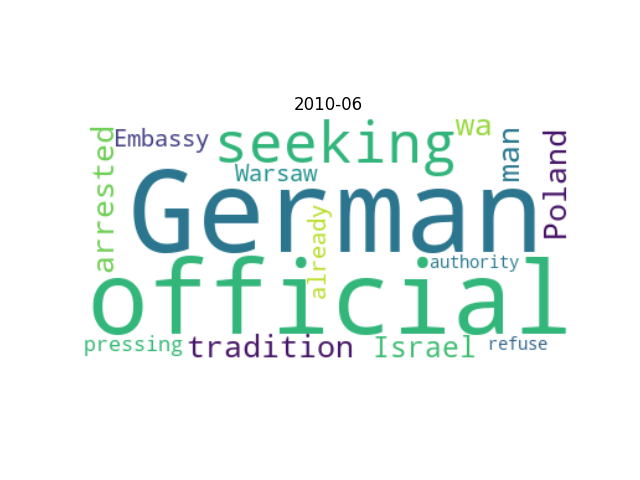 2010-06
arrested
Embassy
seeking
wa
man
Poland
Warsaw
German
already
authority
official
pressing
tradition
Israel
refuse